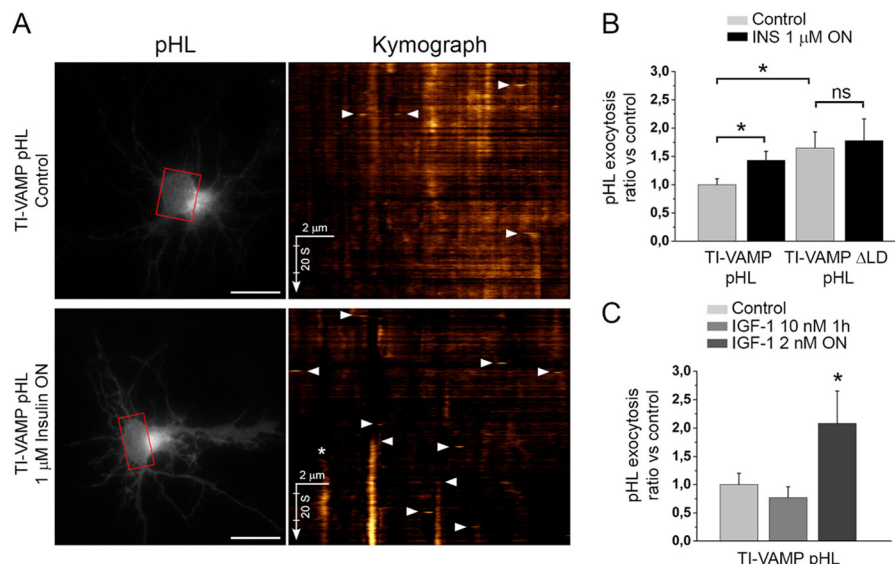 A
pHL
Kymograph
TI-VAMP pHL
Control
2 μm
20 S
TI-VAMP pHL
1 μM Insulin ON
*
2 μm
20 S
B
Control
INS 1 μM ON
pHL exocytosis
ratio vs control
3,0
2,5
2,0
1,5
1,0
0,5
0,0
*
*
ns
TI-VAMP
pHL
TI-VAMP ΔLD
pHL
C
Control
IGF-1 10 nM 1h
IGF-1 2 nM ON
pHL exocytosis
ratio vs control
3,0
2,5
2,0
1,5
1,0
0,5
0,0
*
TI-VAMP pHL